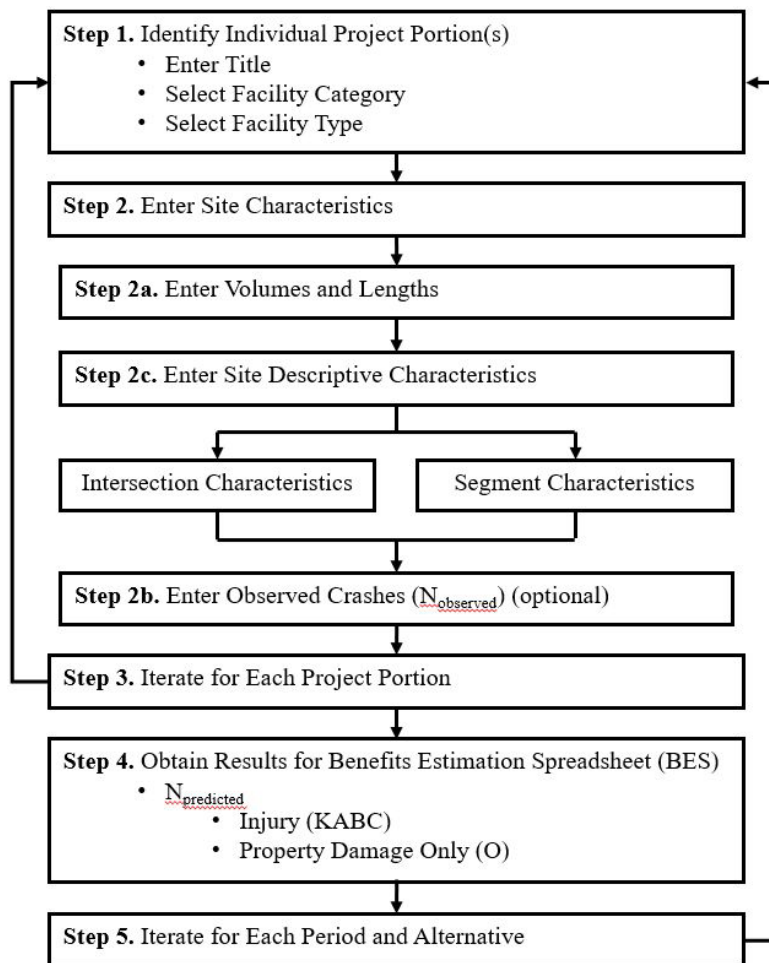 Step 1. Identify Individual Project Portion(s)
• Enter Title
• Select Facility Category
• Select Facility Type
Step 2. Enter Site Characteristics
Step 2a. Enter Volumes and Lengths
Step 2c. Enter Site Descriptive Characteristics
Intersection Characteristics
Segment Characteristics
Step 2b. Enter Observed Crashes (Nobserved) (optional)
Step 3. Iterate for Each Project Portion
Step 4. Obtain Results for Benefits Estimation Spreadsheet (BES)
• Npredicted
• Injury (KABC)
• Property Damage Only (O)
Step 5. Iterate for Each Period and Alternative